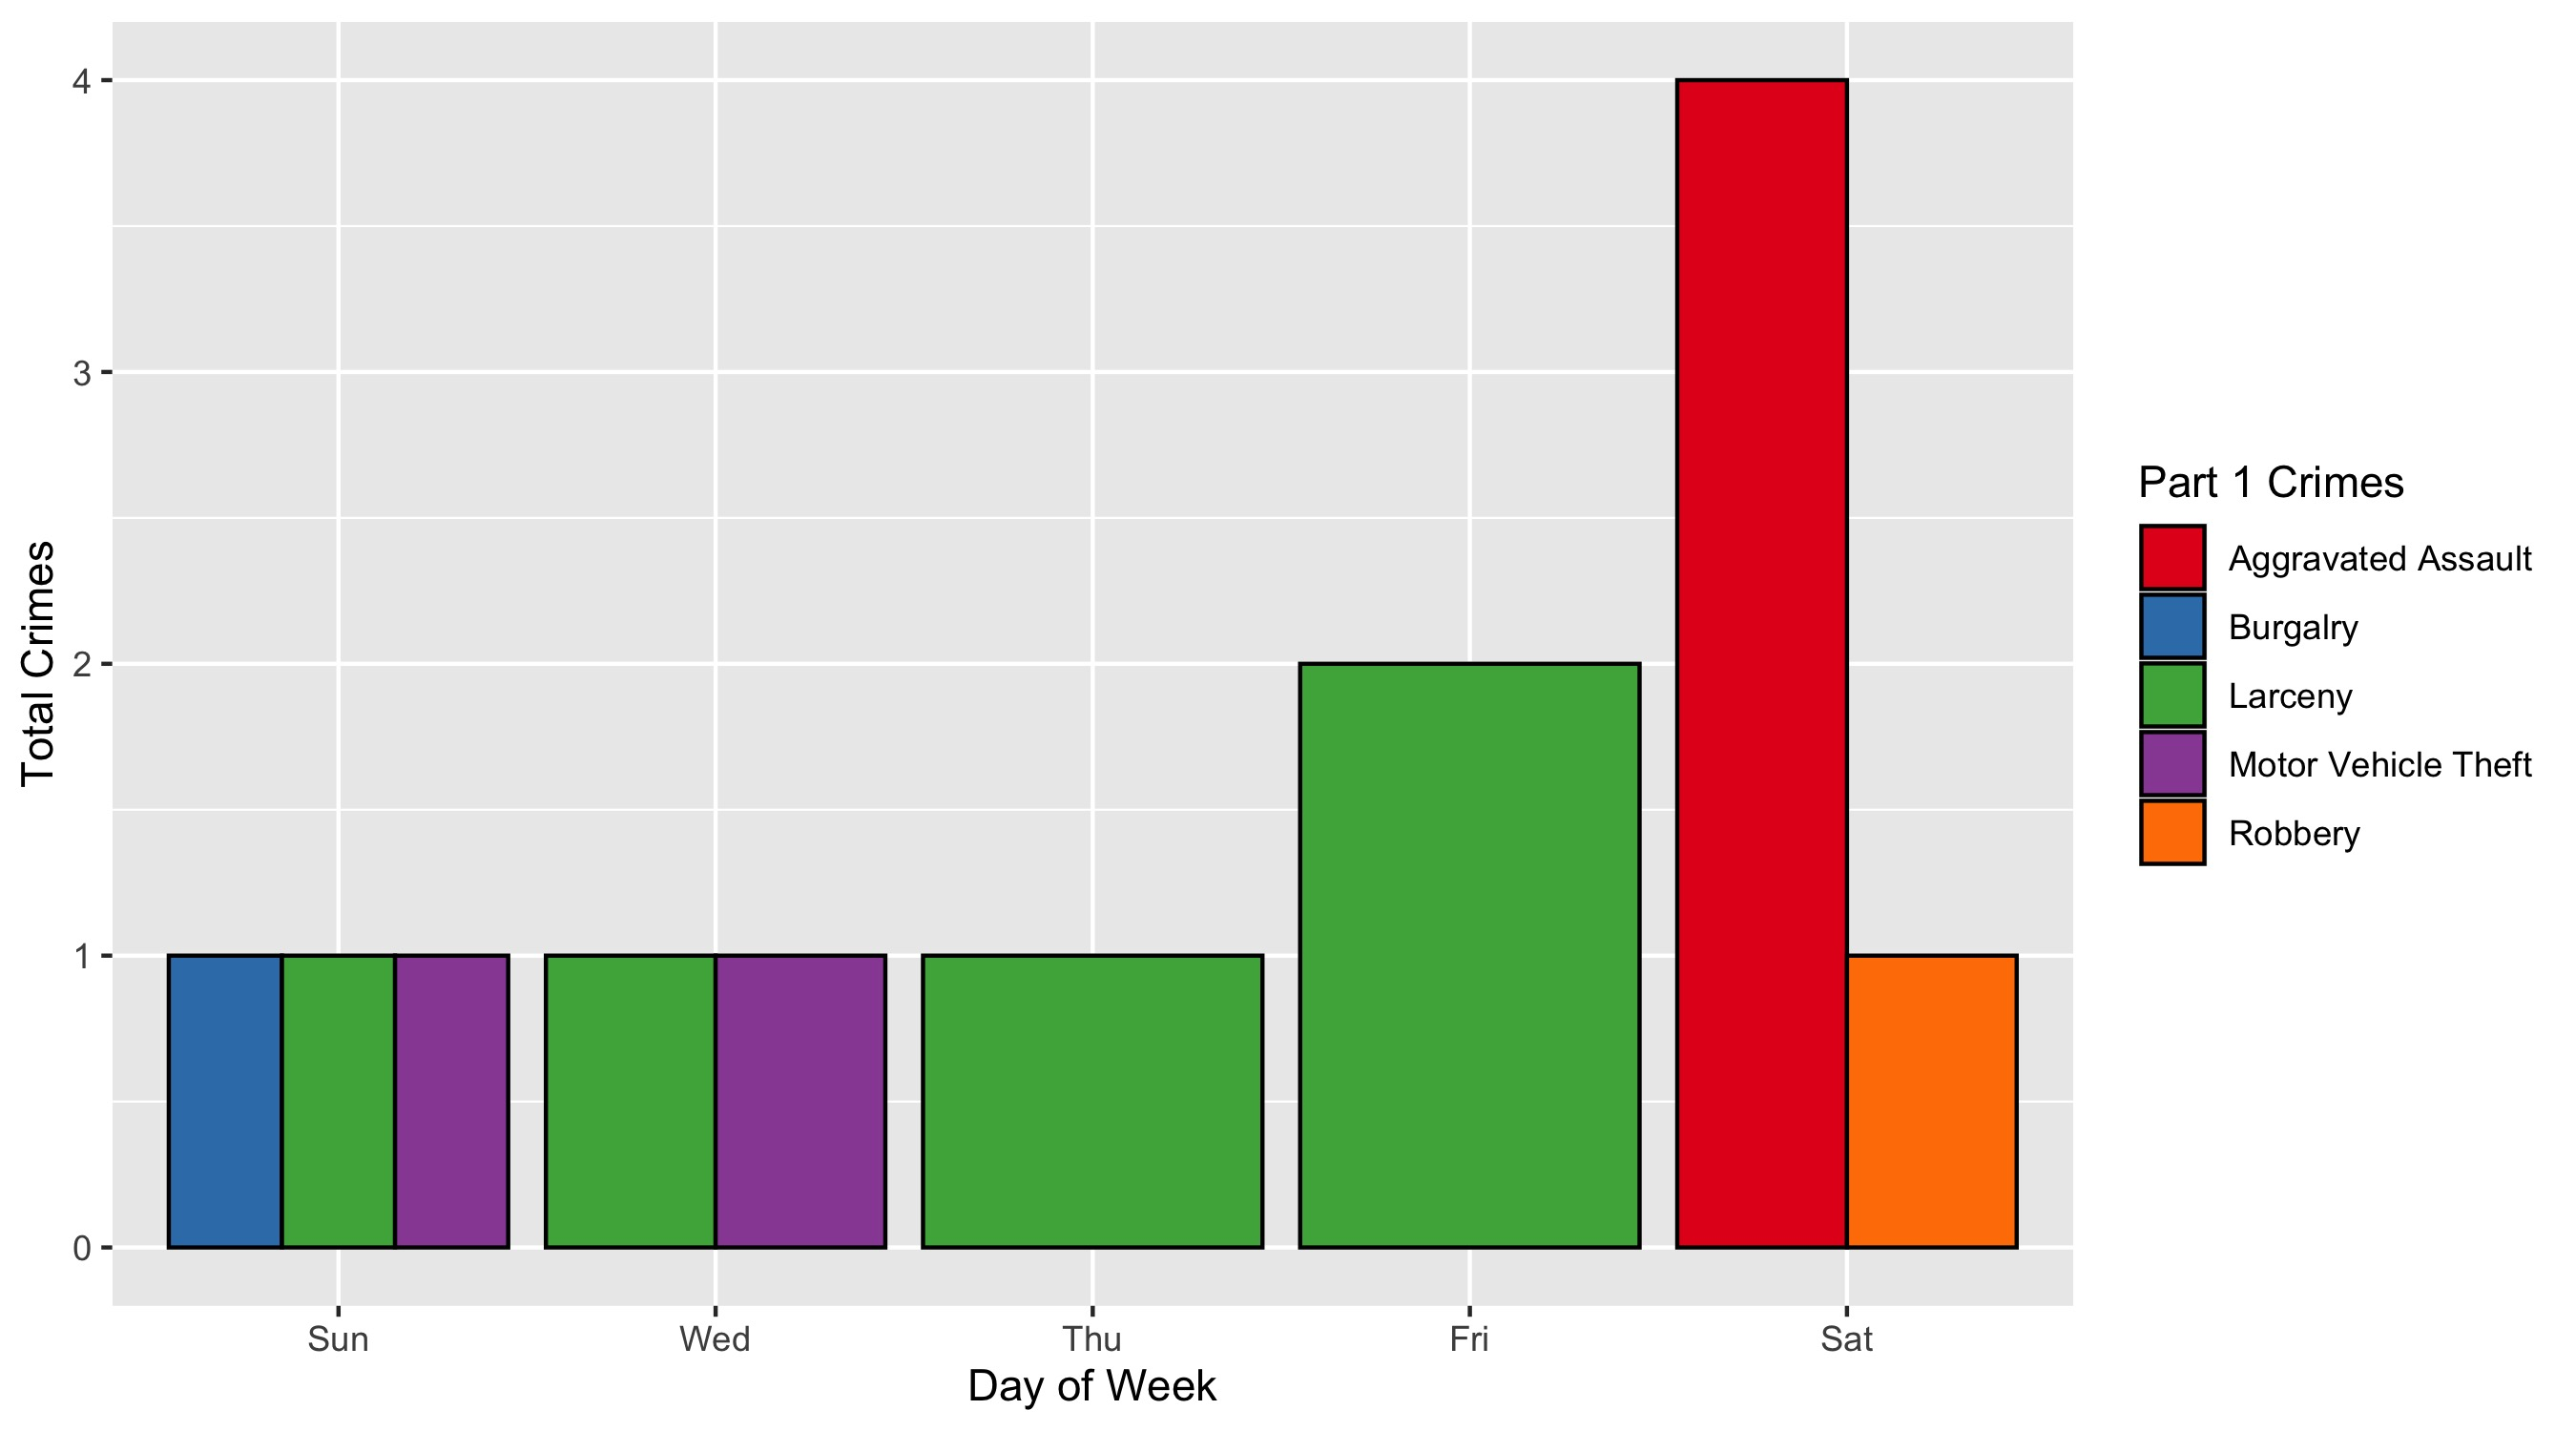 Total Crimes
4
3
2
1
0
Sun Wed Thu Fri Sat
Day of Week
Part 1 Crimes
Aggravated Assault
Burgalry
Larceny
Motor Vehicle Theft
Robbery